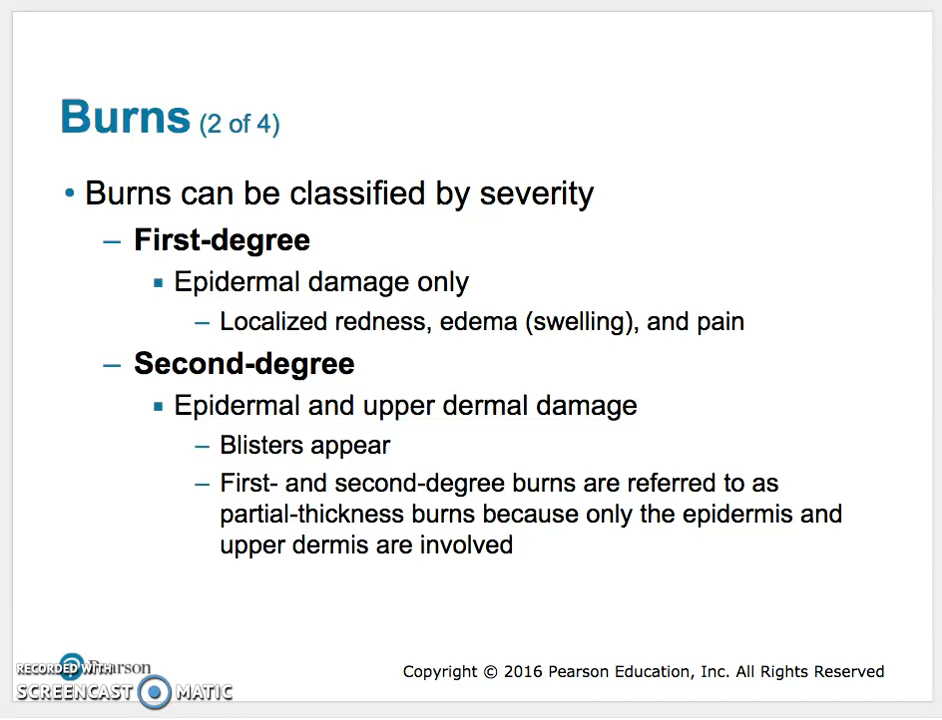 Burns (2 of 4)
• Burns can be classified by severity
– First-degree
▪ Epidermal damage only
– Localized redness, edema (swelling), and pain
– Second-degree
▪ Epidermal and upper dermal damage
– Blisters appear
– First- and second-degree burns are referred to as
partial-thickness burns because only the epidermis and
upper dermis are involved
RECORDED WITH
Pearson
SCREENCAST MATIC
Copyright © 2016 Pearson Education, Inc. All Rights Reserved